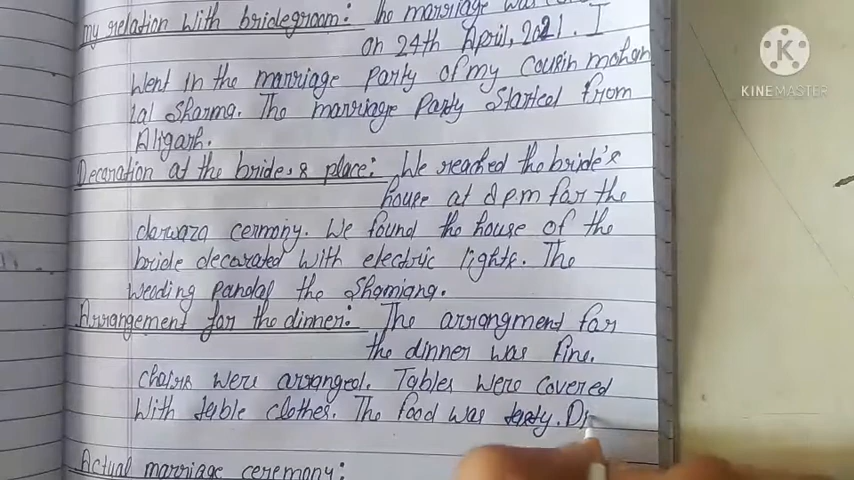 my relation with bridegroom: The marriage was
on 24th April, 2021. I
Went in the marriage party of my cousin mohan
lal Sharma. The marriage Party Started from
Aligarh.
Decoration at the bride,s place: We reached the bride's
house at 8 p.m for the
darwaza cermony. We found the house of the
bride decorated with electric lights. The
weading pandal the Shamiana.
Arrangement for the dinner: The arrangment for
the dinner was fine.
chairs were arranged. Tables were covered
With table clothes. The food was tasty. Di
Actual marriage ceremony:
K
KINEMASTER